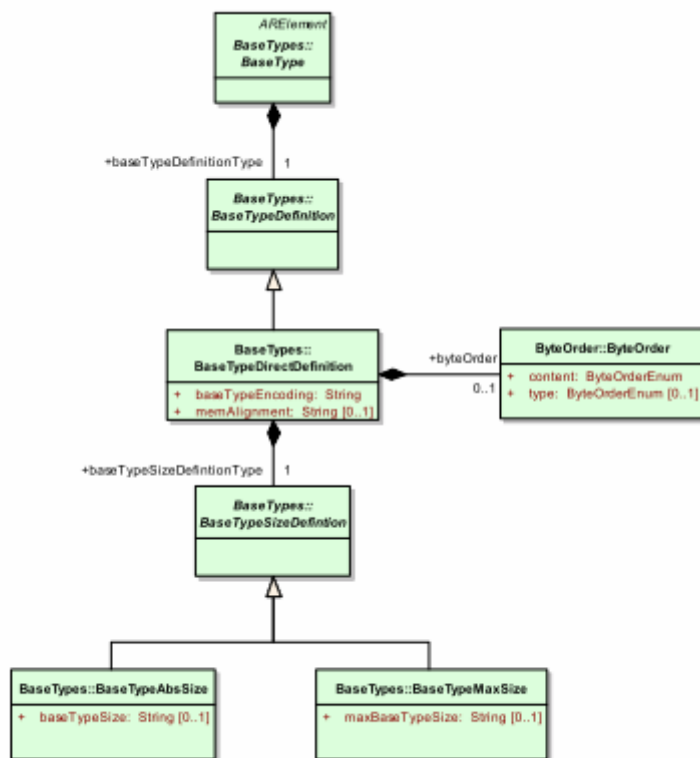 ARElement
BaseTypes::
BaseType
+baseTypeDefinitionType 1
BaseTypes::
BaseTypeDefinition
BaseTypes::
BaseTypeDirectDefinition
+ baseTypeEncoding: String
+ memAlignment: String [0..1]
+byteOrder
0..1
ByteOrder::ByteOrder
+ content: ByteOrderEnum
+ type: ByteOrderEnum [0..1]
+baseTypeSizeDefintionType 1
BaseTypes::
BaseTypeSizeDefintion
BaseTypes::BaseTypeAbsSize
+ baseTypeSize: String [0..1]
BaseTypes::BaseTypeMaxSize
+ maxBaseTypeSize: String [0..1]